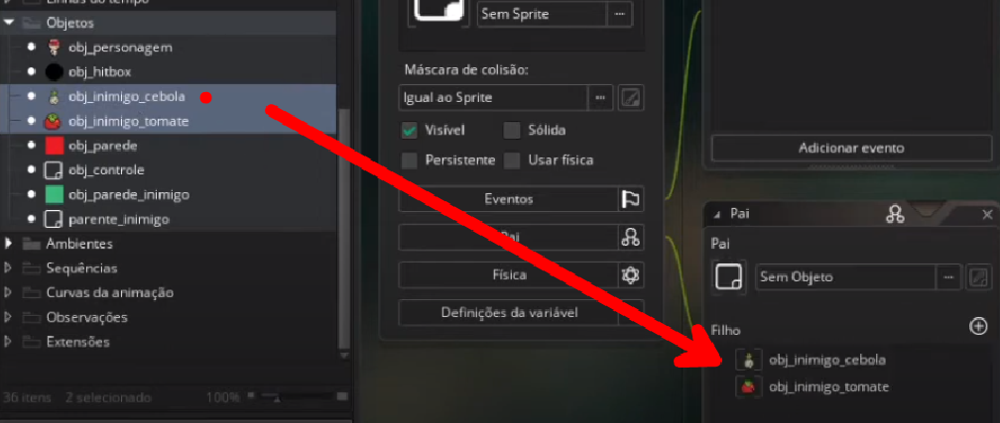 Linhas do tempo
Objetos
obj_personagem
obj_hitbox
obj_inimigo_cebola
obj_inimigo_tomate
obj_parede
obj_controle
obj_parede_inimigo
parente_inimigo
Ambientes
Sequências
Curvas da animação
Observações
Extensões
36 itens 2 selecionado 100%
Sem Sprite
Máscara de colisão:
Igual ao Sprite
Visível
Sólida
Persistente
Usar física
Eventos
Pai
Física
Definições da variável
Adicionar evento
Pai
Pai
Sem Objeto
Filho
obj_inimigo_cebola
obj_inimigo_tomate